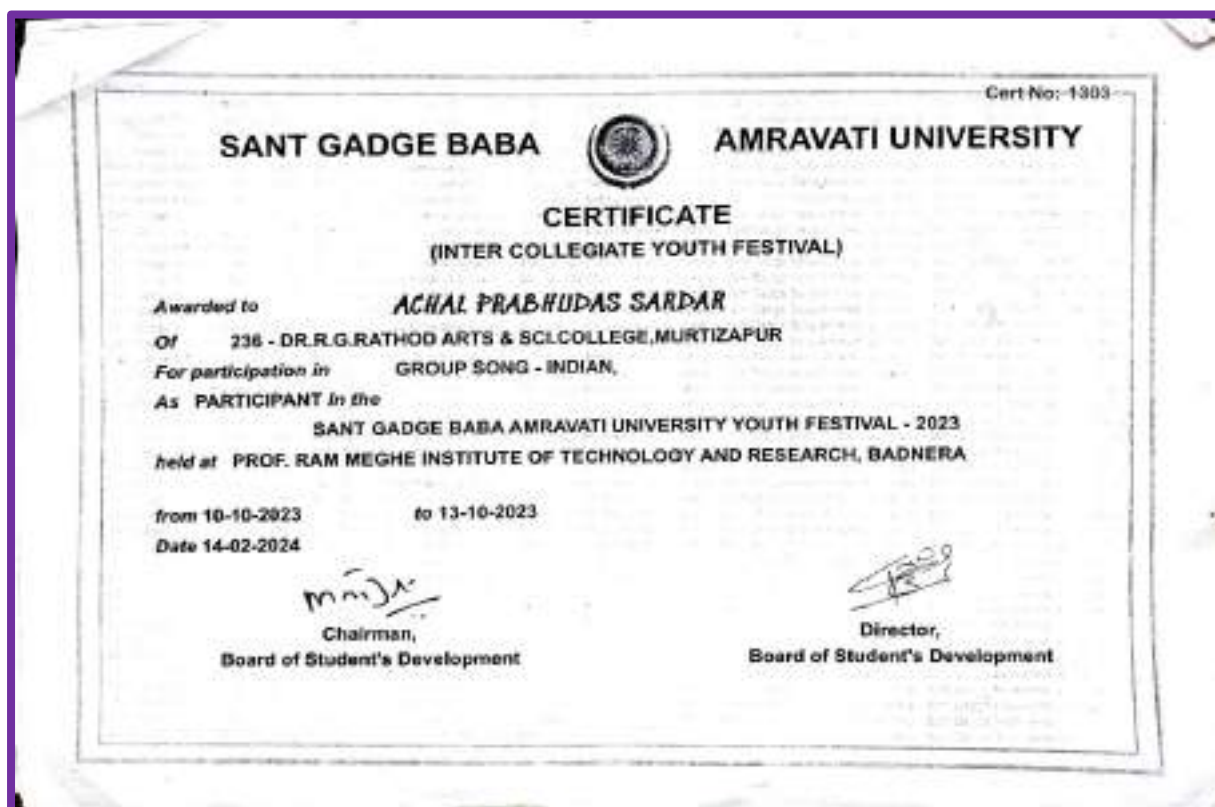 Cert No: 1303
SANT GADGE BABA AMRAVATI UNIVERSITY
CERTIFICATE
(INTER COLLEGIATE YOUTH FESTIVAL)
Awarded to ACHAL PRABHUDAS SARDAR
Of 236 - DR.R.G.RATHOD ARTS & SCI.COLLEGE,MURTIZAPUR
For participation in GROUP SONG - INDIAN,
As PARTICIPANT In the
SANT GADGE BABA AMRAVATI UNIVERSITY YOUTH FESTIVAL - 2023
held at PROF. RAM MEGHE INSTITUTE OF TECHNOLOGY AND RESEARCH, BADNERA
from 10-10-2023 to 13-10-2023
Date 14-02-2024
Chairman, Director,
Board of Student's Development Board of Student's Development